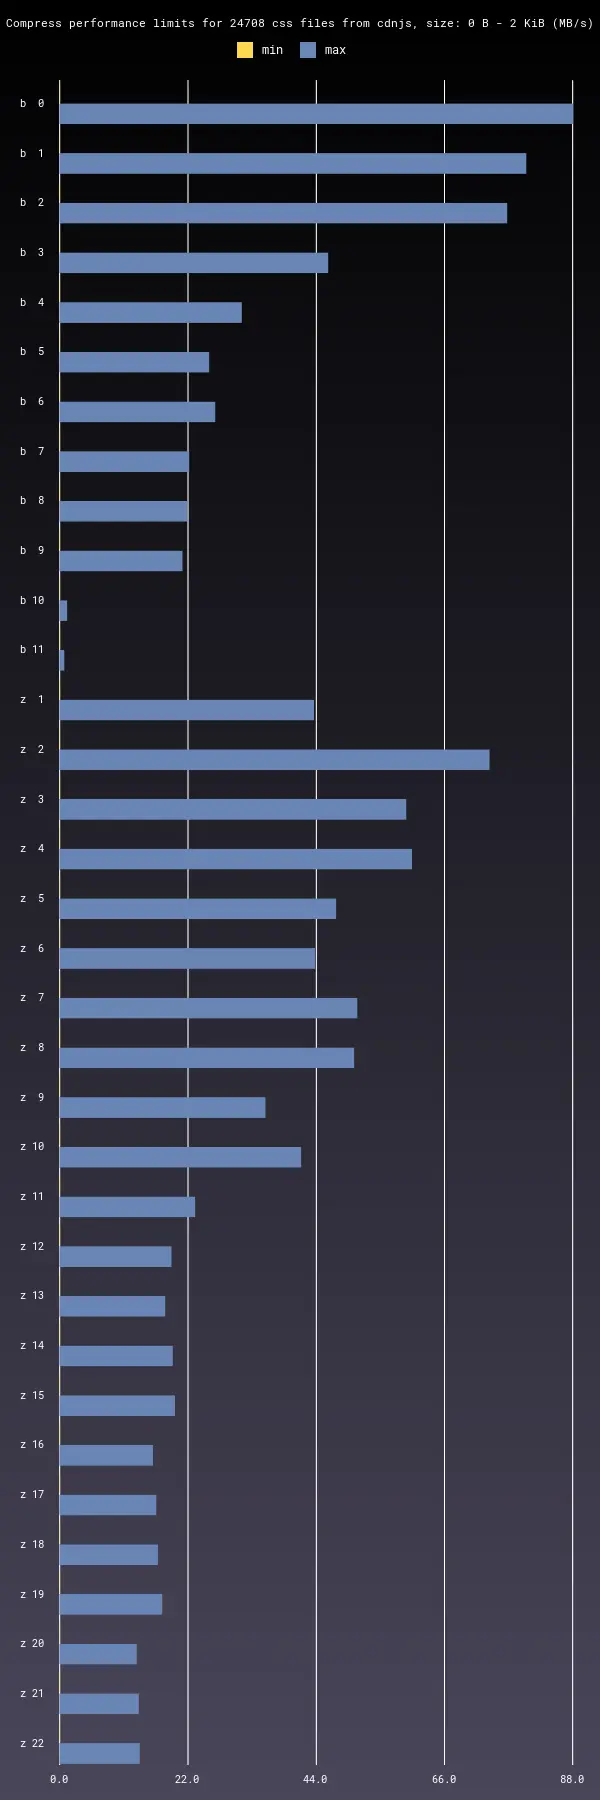 Compress performance limits for 24708 css files from cdnjs, size: 0 B - 2 KiB (MB/s)
min max
b 0
b 1
b 2
b 3
b 4
b 5
b 6
b 7
b 8
b 9
b 10
b 11
z 1
z 2
z 3
z 4
z 5
z 6
z 7
z 8
z 9
z 10
z 11
z 12
z 13
z 14
z 15
z 16
z 17
z 18
z 19
z 20
z 21
z 22
0.0 22.0 44.0 66.0 88.0